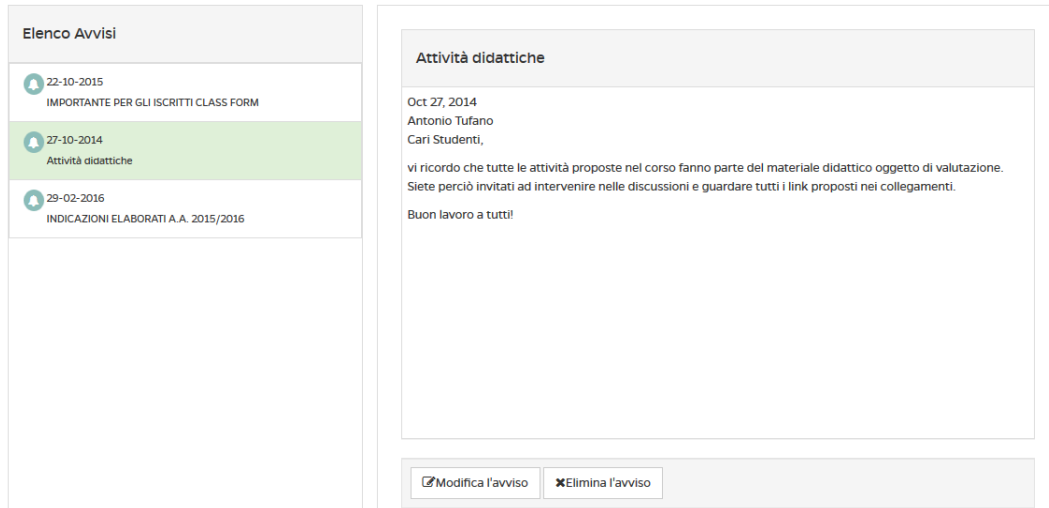 Elenco Avvisi
22-10-2015
IMPORTANTE PER GLI ISCRITTI CLASS FORM
27-10-2014
Attività didattiche
29-02-2016
INDICAZIONI ELABORATI A.A. 2015/2016
Attività didattiche
Oct 27, 2014
Antonio Tufano
Cari Studenti,
vi ricordo che tutte le attività proposte nel corso fanno parte del materiale didattico oggetto di valutazione.
Siete perciò invitati ad intervenire nelle discussioni e guardare tutti i link proposti nei collegamenti.
Buon lavoro a tutti!
Modifica l'avviso
Elimina l'avviso